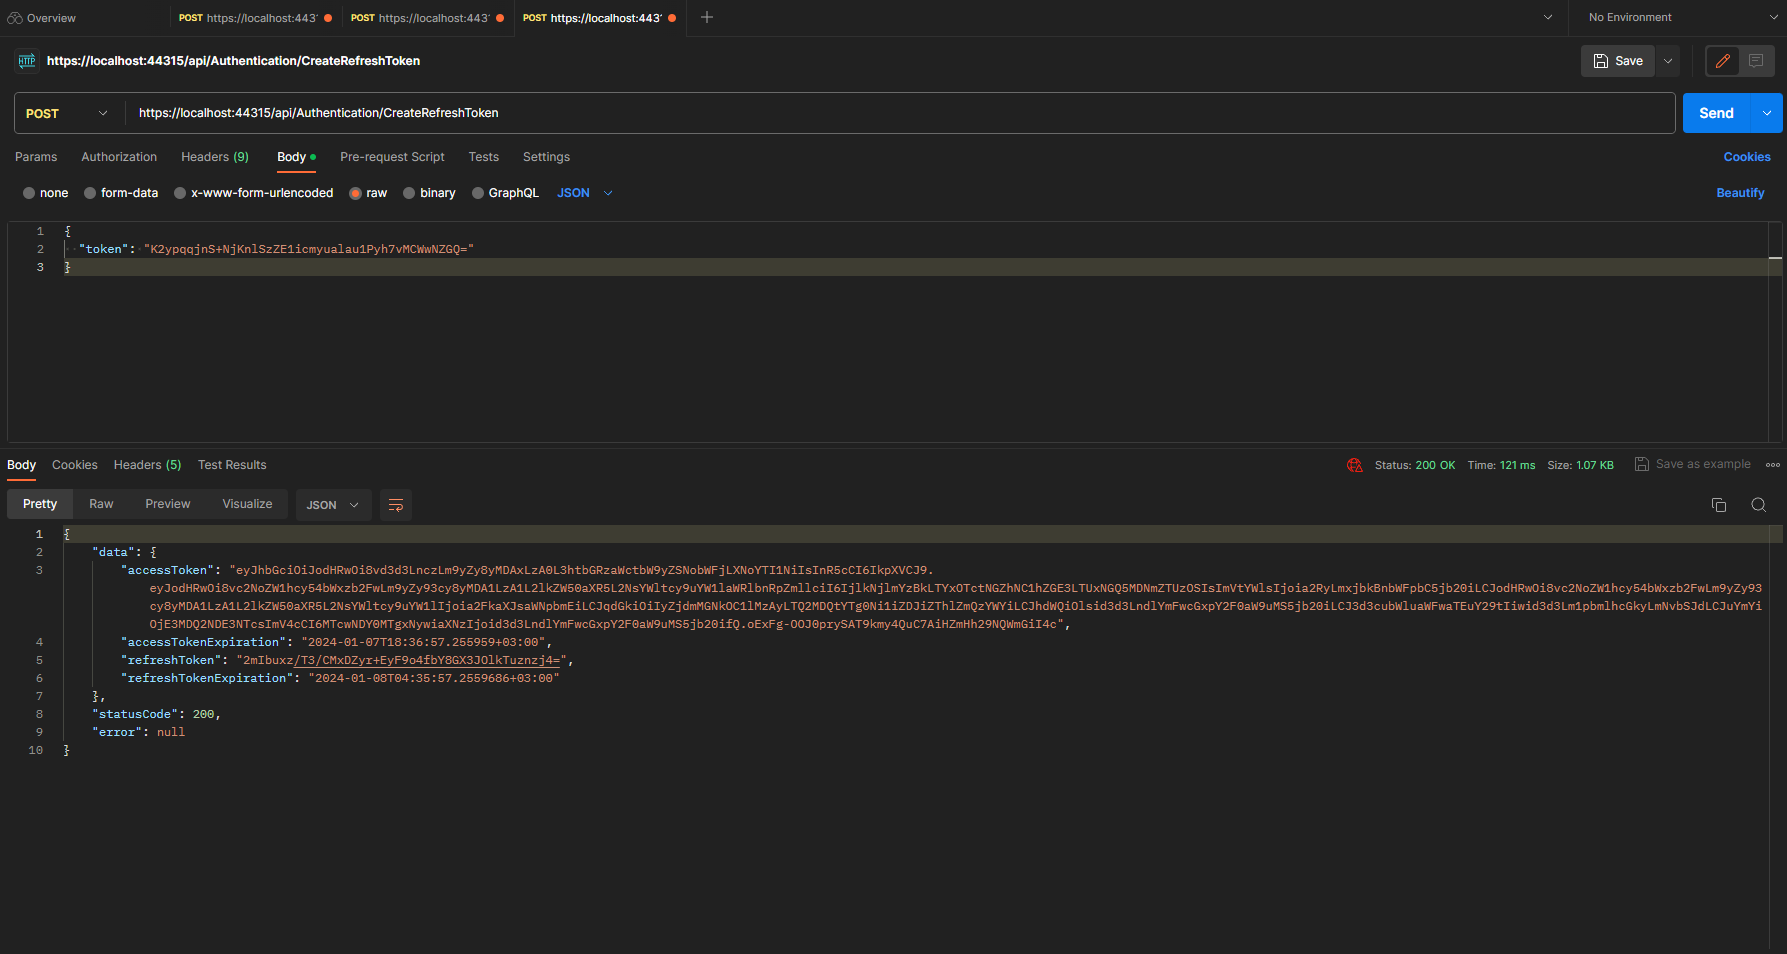 Overview
POST https://localhost:443
POST https://localhost:443
POST https://localhost:443
No Environment
HTTP https://localhost:44315/api/Authentication/CreateRefreshToken
Save
POST https://localhost:44315/api/Authentication/CreateRefreshToken
Send
Params Authorization Headers (9) Body Pre-request Script Tests Settings Cookies
none form-data x-www-form-urlencoded raw binary GraphQL JSON Beautify
1 {
2 "token": "K2ypqqjnS+NjKnlSzZE1icmyualau1Pyh7vMCWwNZGQ="
3 }
Body Cookies Headers (5) Test Results Status: 200 OK Time: 121 ms Size: 1.07 KB Save as example
Pretty Raw Preview Visualize JSON
1 {
2 "data": {
3 "accessToken": "eyJhbGciOiJodHRwOi8vd3d3LnczLm9yZy8yMDAxLzA0L3htbGRzaWctbW9yZSNobWFjLXNoYTI1NiIsInR5cCI6IkpXVCJ9.
eyJodHRwOi8vc2NoZW1hcy54bWxzb2FwLm9yZy93cy8yMDA1LzA1L2lkZW50aXR5L2NsYWltcy9uYW1laWRlbnRpZmllciI6IjlkNjlmYzBkLTYxOTctNGZhNC1hZGE3LTUxNGQ5MDNmZTUzOSIsImVtYWlsIjoia2RyLmxjbkBnbWFpbC5jb20iLCJodHRwOi8vc2NoZW1hcy54bWxzb2FwLm9yZy93
cy8yMDA1LzA1L2lkZW50aXR5L2NsYWltcy9uYW1lIjoia2FkaXJsaWNpbmEiLCJqdGkiOiIyZjdmMGNkOC1lMzAyLTQ2MDQtYTg0Ni1iZDJiZThlZmQzYWYiLCJhdWQiOlsid3d3LndlYmFwcGxpY2F0aW9uMS5jb20iLCJ3d3cubWluaWFwaTEuY29tIiwid3d3Lm1pbmlhcGkyLmNvbSJdLCJuYmYi
OjE3MDQ2NDE3NTcsImV4cCI6MTcwNDY0MTgxNywiaXNzIjoid3d3LndlYmFwcGxpY2F0aW9uMS5jb20ifQ.oExFg-OOJ0prySAT9kmy4QuC7AiHZmHh29NQWmGiI4c",
4 "accessTokenExpiration": "2024-01-07T18:36:57.255959+03:00",
5 "refreshToken": "2mIbuxz/T3/CMxDZyr+EyF9o4fbY8GX3JOlkTuznzj4=",
6 "refreshTokenExpiration": "2024-01-08T04:35:57.2559686+03:00"
7 },
8 "statusCode": 200,
9 "error": null
10 }